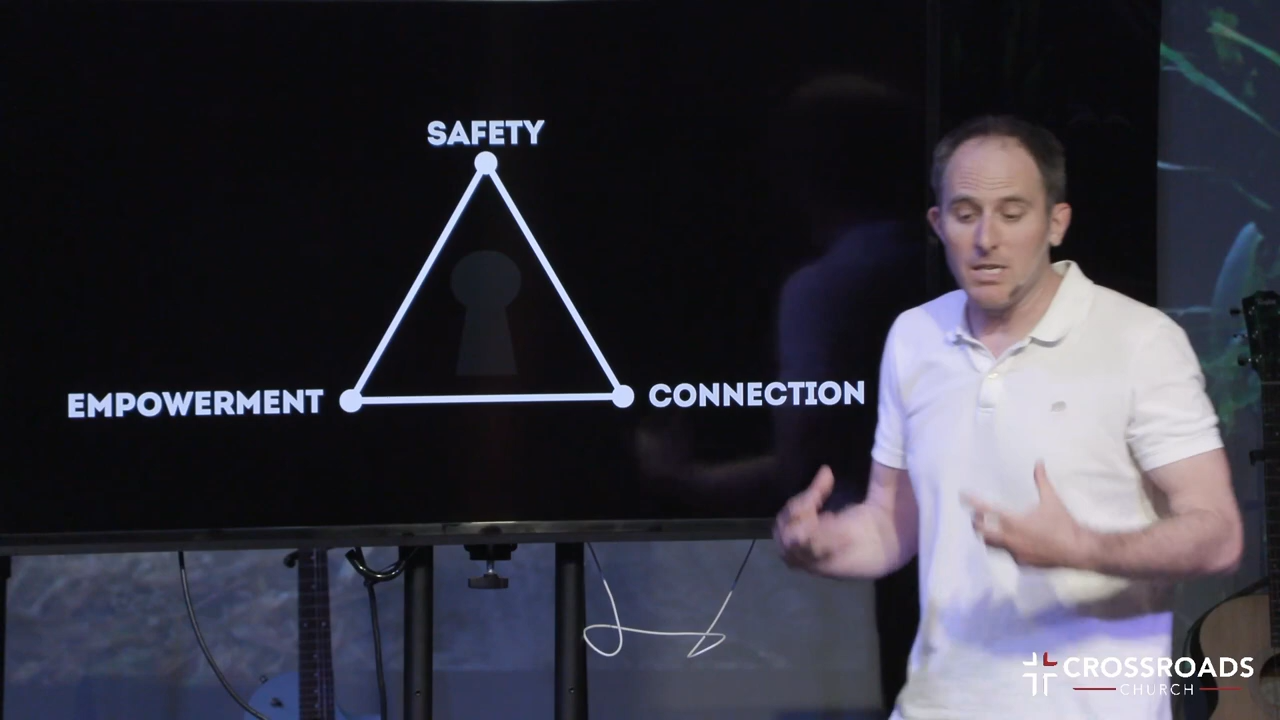 SAFETY
EMPOWERMENT
CONNECTION
CROSSROADS
CHURCH